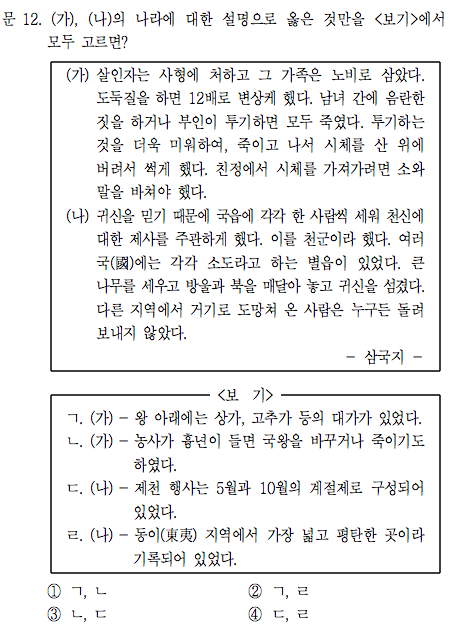 문 12. (가), (나)의 나라에 대한 설명으로 옳은 것만을 <보기>에서
모두 고르면?
(가) 살인자는 사형에 처하고 그 가족은 노비로 삼았다.
도둑질을 하면 12배로 변상케 했다. 남녀 간에 음란한
짓을 하거나 부인이 투기하면 모두 죽였다. 투기하는
것을 더욱 미워하여, 죽이고 나서 시체를 산 위에
버려서 썩게 했다. 친정에서 시체를 가져가려면 소와
말을 바쳐야 했다.
(나) 귀신을 믿기 때문에 국읍에 각각 한 사람씩 세워 천신에
대한 제사를 주관하게 했다. 이를 천군이라 했다. 여러
국(國)에는 각각 소도라고 하는 별읍이 있었다. 큰
나무를 세우고 방울과 북을 매달아 놓고 귀신을 섬겼다.
다른 지역에서 거기로 도망쳐 온 사람은 누구든 돌려
보내지 않았다.
- 삼국지 -
<보 기>
ㄱ. (가) - 왕 아래에는 상가, 고추가 등의 대가가 있었다.
ㄴ. (가) - 농사가 흉년이 들면 국왕을 바꾸거나 죽이기도
하였다.
ㄷ. (나) - 제천 행사는 5월과 10월의 계절제로 구성되어
있었다.
ㄹ. (나) - 동이(東夷) 지역에서 가장 넓고 평탄한 곳이라
기록되어 있었다.
① ㄱ, ㄴ ② ㄱ, ㄹ
③ ㄴ, ㄷ ④ ㄷ, ㄹ